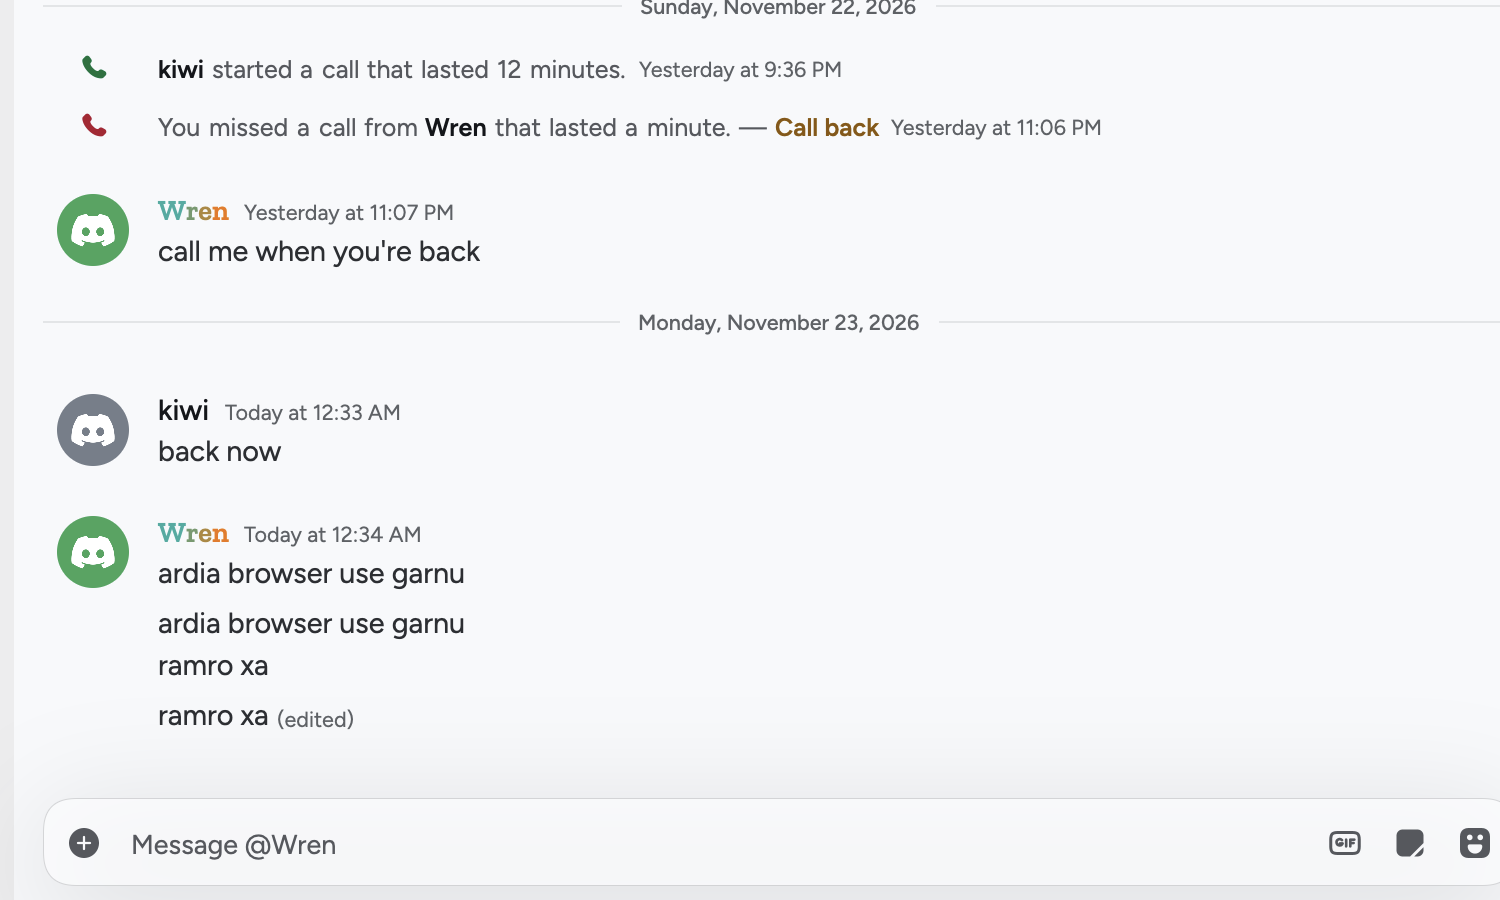 Sunday, November 22, 2026
kiwi started a call that lasted 12 minutes. Yesterday at 9:36 PM
You missed a call from Wren that lasted a minute. — Call back Yesterday at 11:06 PM
Wren Yesterday at 11:07 PM
call me when you're back
Monday, November 23, 2026
kiwi Today at 12:33 AM
back now
Wren Today at 12:34 AM
ardia browser use garnu
ardia browser use garnu
ramro xa
ramro xa (edited)
Message @Wren
GIF